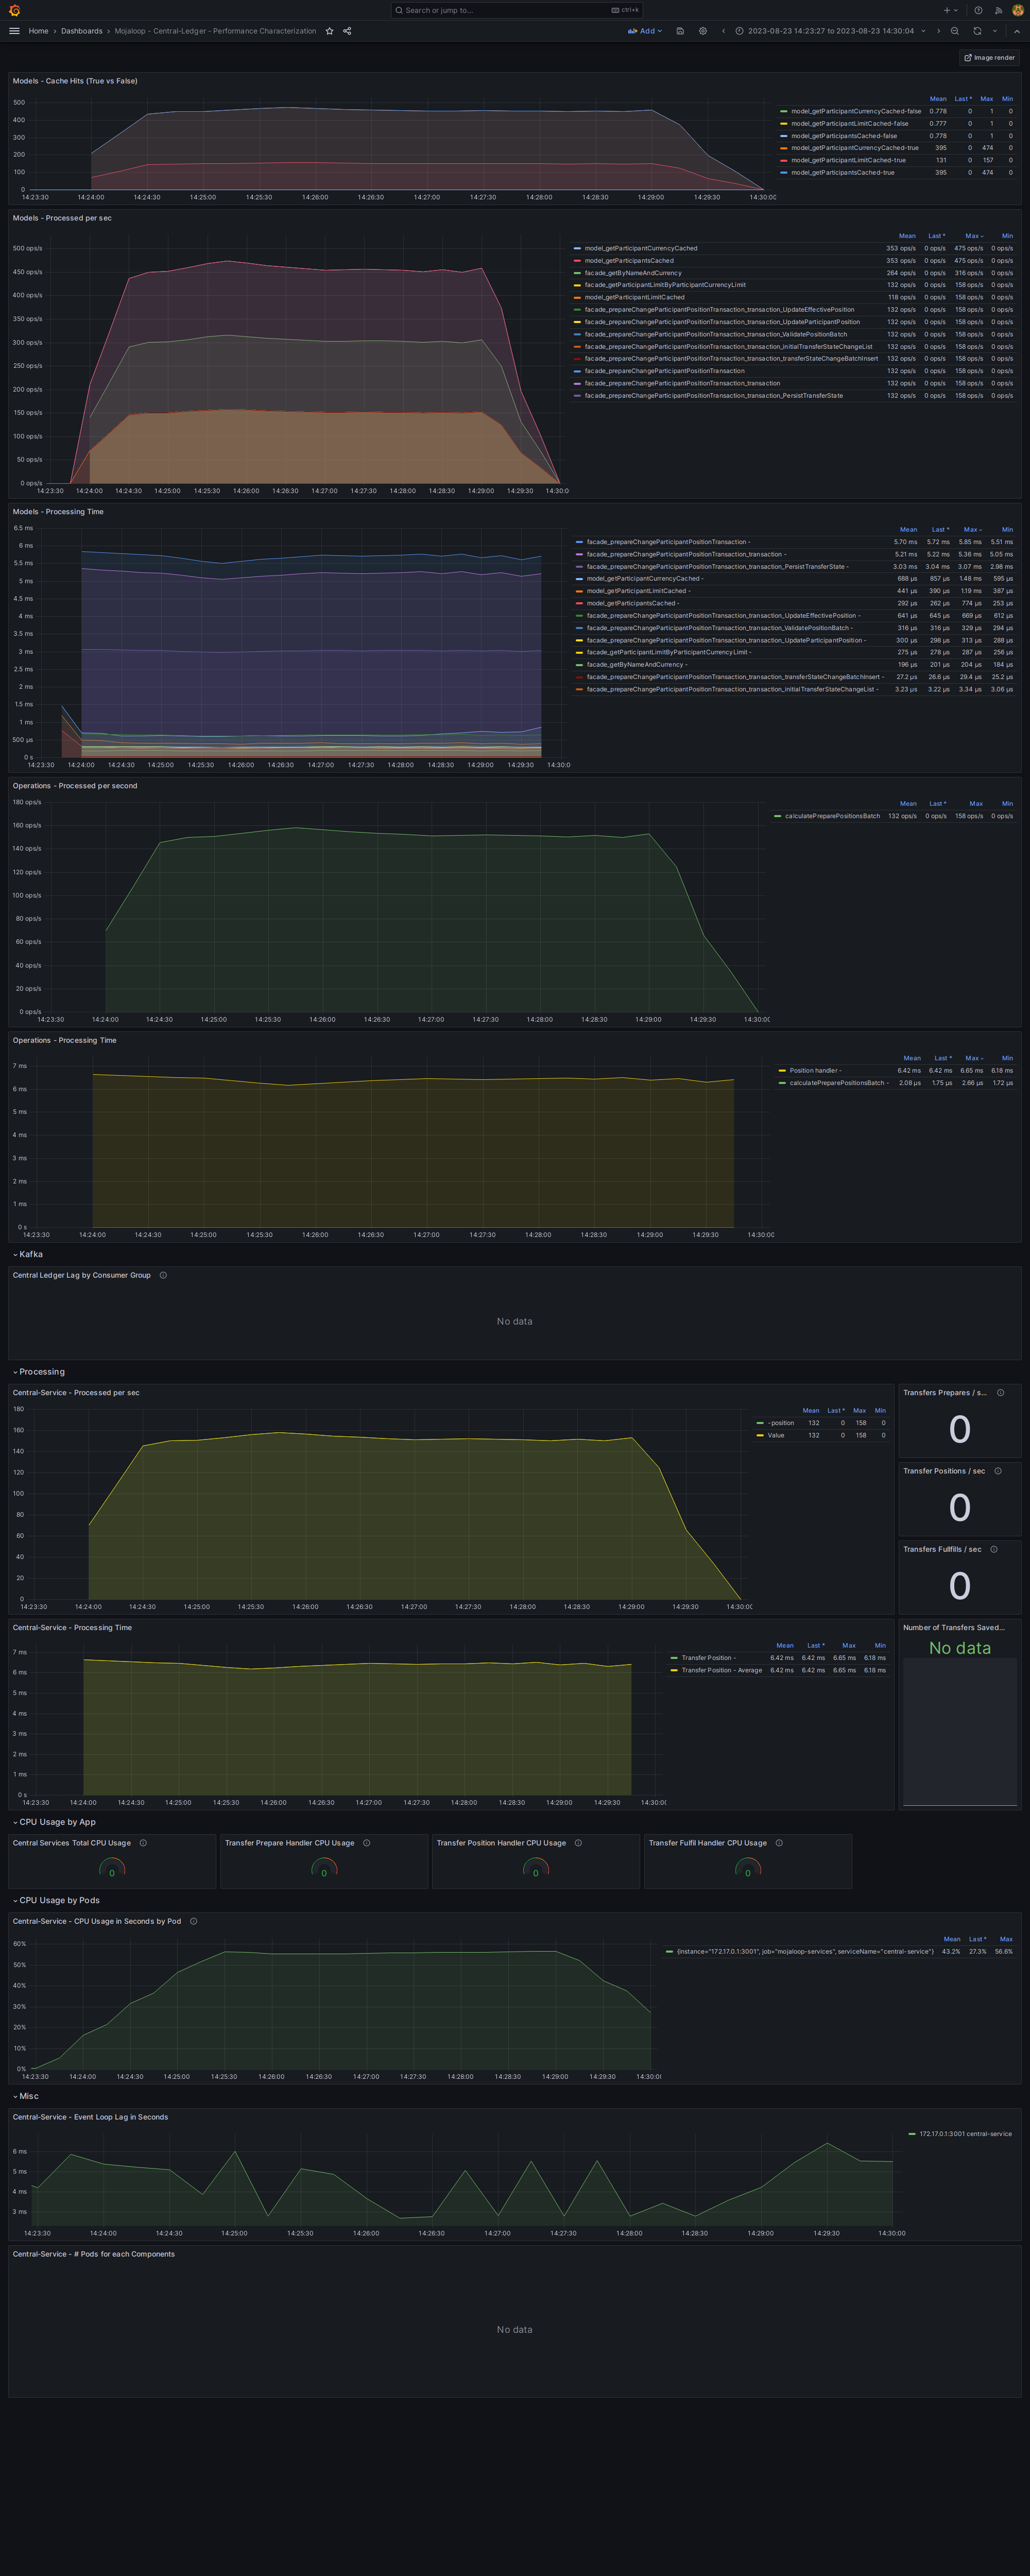 Search or jump to...
ctrl+k
Home › Dashboards › Mojaloop - Central-Ledger - Performance Characterization
Add
2023-08-23 14:23:27 to 2023-08-23 14:30:04
Image render
Models - Cache Hits (True vs False)
500
400
300
200
100
0
14:23:30 14:24:00 14:24:30 14:25:00 14:25:30 14:26:00 14:26:30 14:27:00 14:27:30 14:28:00 14:28:30 14:29:00 14:29:30 14:30:00
Mean Last * Max Min
model_getParticipantCurrencyCached-false 0.778 0 1 0
model_getParticipantLimitCached-false 0.777 0 1 0
model_getParticipantsCached-false 0.778 0 1 0
model_getParticipantCurrencyCached-true 395 0 474 0
model_getParticipantLimitCached-true 131 0 157 0
model_getParticipantsCached-true 395 0 474 0
Models - Processed per sec
500 ops/s
450 ops/s
400 ops/s
350 ops/s
300 ops/s
250 ops/s
200 ops/s
150 ops/s
100 ops/s
50 ops/s
0 ops/s
14:23:30 14:24:00 14:24:30 14:25:00 14:25:30 14:26:00 14:26:30 14:27:00 14:27:30 14:28:00 14:28:30 14:29:00 14:29:30 14:30:0
Mean Last * Max Min
model_getParticipantCurrencyCached 353 ops/s 0 ops/s 475 ops/s 0 ops/s
model_getParticipantsCached 353 ops/s 0 ops/s 475 ops/s 0 ops/s
facade_getByNameAndCurrency 264 ops/s 0 ops/s 316 ops/s 0 ops/s
facade_getParticipantLimitByParticipantCurrencyLimit 132 ops/s 0 ops/s 158 ops/s 0 ops/s
model_getParticipantLimitCached 118 ops/s 0 ops/s 158 ops/s 0 ops/s
facade_prepareChangeParticipantPositionTransaction_transaction_UpdateEffectivePosition 132 ops/s 0 ops/s 158 ops/s 0 ops/s
facade_prepareChangeParticipantPositionTransaction_transaction_UpdateParticipantPosition 132 ops/s 0 ops/s 158 ops/s 0 ops/s
facade_prepareChangeParticipantPositionTransaction_transaction_ValidatePositionBatch 132 ops/s 0 ops/s 158 ops/s 0 ops/s
facade_prepareChangeParticipantPositionTransaction_transaction_initialTransferStateChangeList 132 ops/s 0 ops/s 158 ops/s 0 ops/s
facade_prepareChangeParticipantPositionTransaction_transaction_transferStateChangeBatchInsert 132 ops/s 0 ops/s 158 ops/s 0 ops/s
facade_prepareChangeParticipantPositionTransaction 132 ops/s 0 ops/s 158 ops/s 0 ops/s
facade_prepareChangeParticipantPositionTransaction_transaction 132 ops/s 0 ops/s 158 ops/s 0 ops/s
facade_prepareChangeParticipantPositionTransaction_transaction_PersistTransferState 132 ops/s 0 ops/s 158 ops/s 0 ops/s
Models - Processing Time
6.5 ms
6 ms
5.5 ms
5 ms
4.5 ms
4 ms
3.5 ms
3 ms
2.5 ms
2 ms
1.5 ms
1 ms
500 µs
0 s
14:23:30 14:24:00 14:24:30 14:25:00 14:25:30 14:26:00 14:26:30 14:27:00 14:27:30 14:28:00 14:28:30 14:29:00 14:29:30 14:30:0
Mean Last * Max Min
facade_prepareChangeParticipantPositionTransaction - 5.70 ms 5.72 ms 5.85 ms 5.51 ms
facade_prepareChangeParticipantPositionTransaction_transaction - 5.21 ms 5.22 ms 5.36 ms 5.05 ms
facade_prepareChangeParticipantPositionTransaction_transaction_PersistTransferState - 3.03 ms 3.04 ms 3.07 ms 2.98 ms
model_getParticipantCurrencyCached - 688 µs 857 µs 1.48 ms 595 µs
model_getParticipantLimitCached - 441 µs 390 µs 1.19 ms 387 µs
model_getParticipantsCached - 292 µs 262 µs 774 µs 253 µs
facade_prepareChangeParticipantPositionTransaction_transaction_UpdateEffectivePosition - 641 µs 645 µs 669 µs 612 µs
facade_prepareChangeParticipantPositionTransaction_transaction_ValidatePositionBatch - 316 µs 316 µs 329 µs 294 µs
facade_prepareChangeParticipantPositionTransaction_transaction_UpdateParticipantPosition - 300 µs 298 µs 313 µs 288 µs
facade_getParticipantLimitByParticipantCurrencyLimit - 275 µs 278 µs 287 µs 256 µs
facade_getByNameAndCurrency - 196 µs 201 µs 204 µs 184 µs
facade_prepareChangeParticipantPositionTransaction_transaction_transferStateChangeBatchInsert - 27.2 µs 26.6 µs 29.4 µs 25.2 µs
facade_prepareChangeParticipantPositionTransaction_transaction_initialTransferStateChangeList - 3.23 µs 3.22 µs 3.34 µs 3.06 µs
Operations - Processed per second
180 ops/s
160 ops/s
140 ops/s
120 ops/s
100 ops/s
80 ops/s
60 ops/s
40 ops/s
20 ops/s
0 ops/s
14:23:30 14:24:00 14:24:30 14:25:00 14:25:30 14:26:00 14:26:30 14:27:00 14:27:30 14:28:00 14:28:30 14:29:00 14:29:30 14:30:00
Mean Last * Max Min
calculatePreparePositionsBatch 132 ops/s 0 ops/s 158 ops/s 0 ops/s
Operations - Processing Time
7 ms
6 ms
5 ms
4 ms
3 ms
2 ms
1 ms
0 s
14:23:30 14:24:00 14:24:30 14:25:00 14:25:30 14:26:00 14:26:30 14:27:00 14:27:30 14:28:00 14:28:30 14:29:00 14:29:30 14:30:00
Mean Last * Max Min
Position handler - 6.42 ms 6.42 ms 6.65 ms 6.18 ms
calculatePreparePositionsBatch - 2.08 µs 1.75 µs 2.66 µs 1.72 µs
Kafka
Central Ledger Lag by Consumer Group
No data
Processing
Central-Service - Processed per sec
180
160
140
120
100
80
60
40
20
0
14:23:30 14:24:00 14:24:30 14:25:00 14:25:30 14:26:00 14:26:30 14:27:00 14:27:30 14:28:00 14:28:30 14:29:00 14:29:30 14:30:00
Mean Last * Max Min
-position 132 0 158 0
Value 132 0 158 0
Transfers Prepares / s...
0
Transfer Positions / sec
0
Transfers Fullfills / sec
0
Central-Service - Processing Time
7 ms
6 ms
5 ms
4 ms
3 ms
2 ms
1 ms
0 s
14:23:30 14:24:00 14:24:30 14:25:00 14:25:30 14:26:00 14:26:30 14:27:00 14:27:30 14:28:00 14:28:30 14:29:00 14:29:30 14:30:00
Mean Last * Max Min
Transfer Position - 6.42 ms 6.42 ms 6.65 ms 6.18 ms
Transfer Position - Average 6.42 ms 6.42 ms 6.65 ms 6.18 ms
Number of Transfers Saved...
No data
CPU Usage by App
Central Services Total CPU Usage
0
Transfer Prepare Handler CPU Usage
0
Transfer Position Handler CPU Usage
0
Transfer Fulfil Handler CPU Usage
0
CPU Usage by Pods
Central-Service - CPU Usage in Seconds by Pod
60%
50%
40%
30%
20%
10%
0%
14:23:30 14:24:00 14:24:30 14:25:00 14:25:30 14:26:00 14:26:30 14:27:00 14:27:30 14:28:00 14:28:30 14:29:00 14:29:30 14:30:00
Mean Last * Max
{instance="172.17.0.1:3001", job="mojaloop-services", serviceName="central-service"} 43.2% 27.3% 56.6%
Misc
Central-Service - Event Loop Lag in Seconds
6 ms
5 ms
4 ms
3 ms
14:23:30 14:24:00 14:24:30 14:25:00 14:25:30 14:26:00 14:26:30 14:27:00 14:27:30 14:28:00 14:28:30 14:29:00 14:29:30 14:30:00
172.17.0.1:3001 central-service
Central-Service - # Pods for each Components
No data